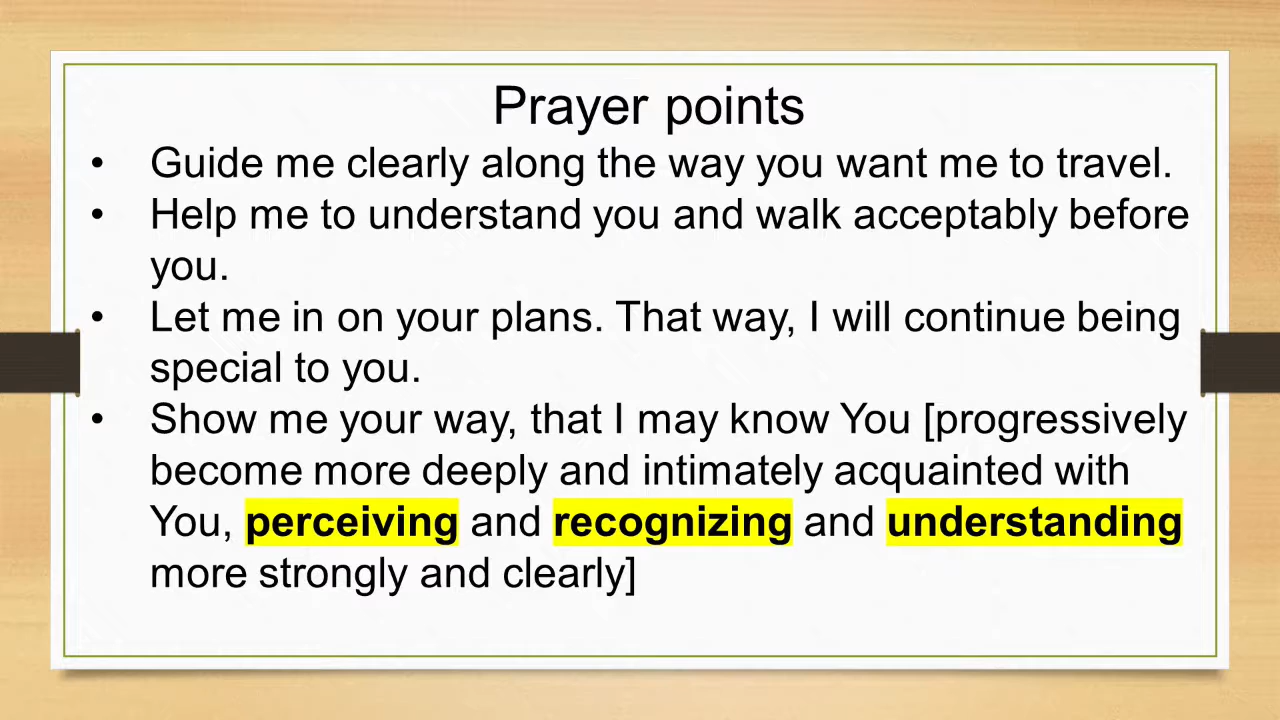 Prayer points
• Guide me clearly along the way you want me to travel.
• Help me to understand you and walk acceptably before
you.
• Let me in on your plans. That way, I will continue being
special to you.
• Show me your way, that I may know You [progressively
become more deeply and intimately acquainted with
You, perceiving and recognizing and understanding
more strongly and clearly]